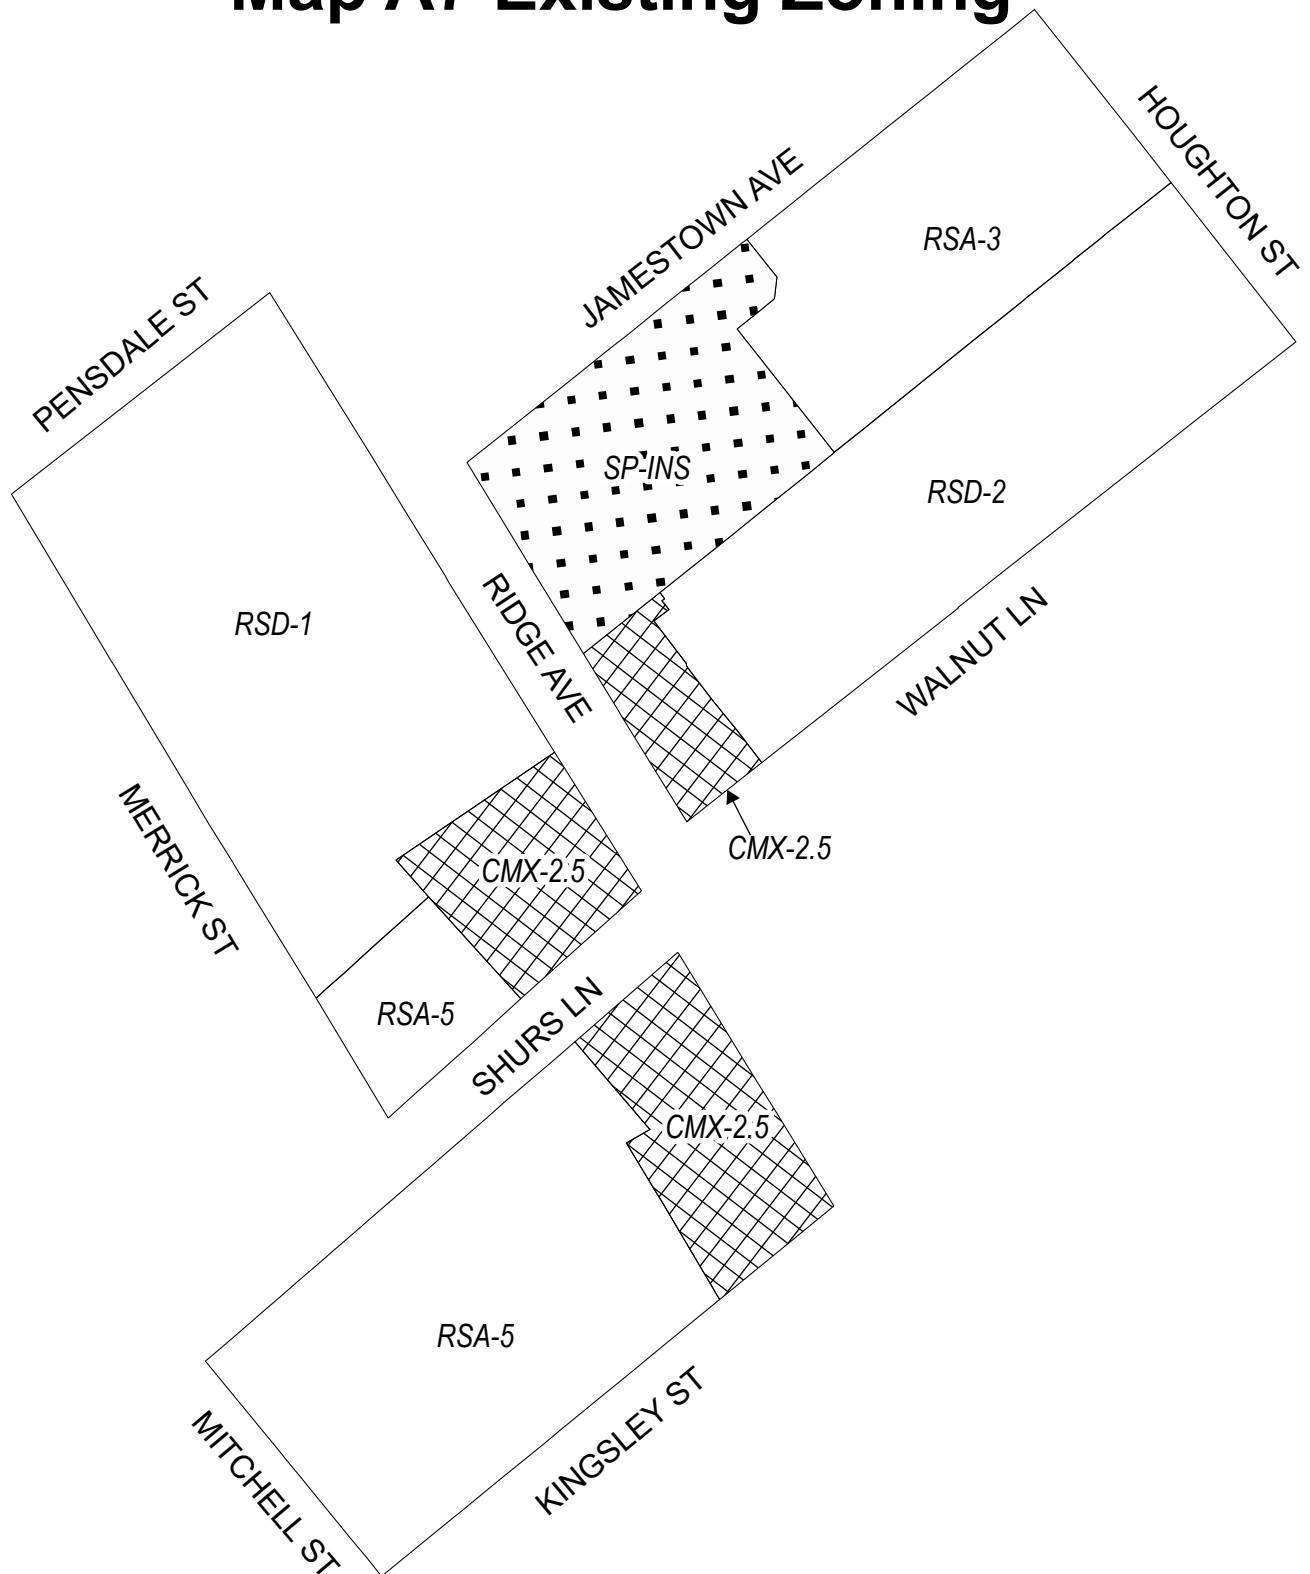 Map A7 Existing Zoning
HOUGHTON ST
JAMESTOWN AVE
RSA-3
PENSDALE ST
SP-INS
RSD-2
RIDGE AVE
RSD-1
WALNUT LN
MERRICK ST
CMX-2.5
CMX-2.5
RSA-5
SHURS LN
CMX-2.5
RSA-5
KINGSLEY ST
MITCHELL ST